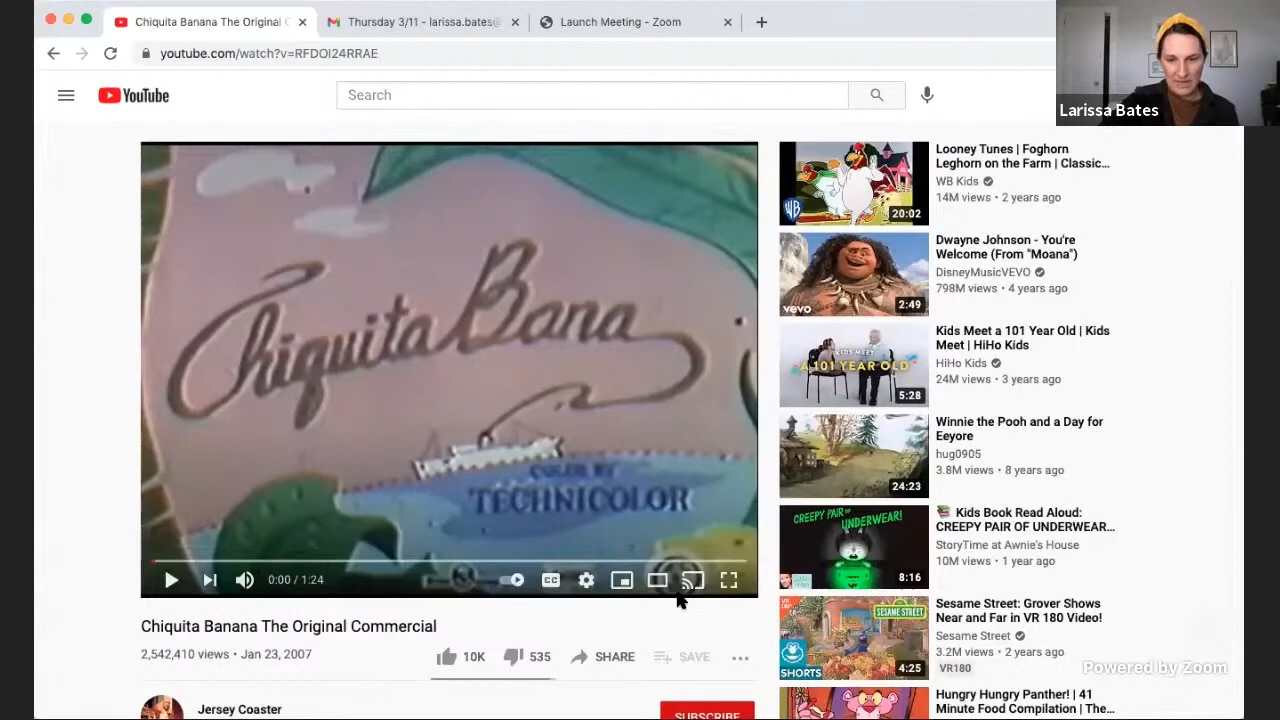 Chiquita Banana The Original C
Thursday 3/11 - larissa.bates@
Launch Meeting - Zoom
youtube.com/watch?v=RFDOI24RRAE
YouTube
Search
Larissa Bates
Chiquita Bana
COLOR BY
TECHNICOLOR
0:00 / 1:24
CC
Chiquita Banana The Original Commercial
2,542,410 views • Jan 23, 2007
10K
535
SHARE
SAVE
Jersey Coaster
SUBSCRIBE
WB
20:02
Looney Tunes | Foghorn
Leghorn on the Farm | Classic...
WB Kids
14M views • 2 years ago
vevo
2:49
Dwayne Johnson - You're
Welcome (From "Moana")
DisneyMusicVEVO
798M views • 4 years ago
KIDS MEET
A 101 YEAR OLD
5:28
Kids Meet a 101 Year Old | Kids
Meet | HiHo Kids
HiHo Kids
24M views • 3 years ago
24:23
Winnie the Pooh and a Day for
Eeyore
hug0905
3.8M views • 8 years ago
CREEPY PAIR OF UNDERWEAR!
8:16
Kids Book Read Aloud:
CREEPY PAIR OF UNDERWEAR...
StoryTime at Awnie's House
10M views • 1 year ago
SESAME STREET
SHORTS
4:25
Sesame Street: Grover Shows
Near and Far in VR 180 Video!
Sesame Street
3.2M views • 2 years ago
VR180
Powered by Zoom
Hungry Hungry Panther! | 41
Minute Food Compilation | The...